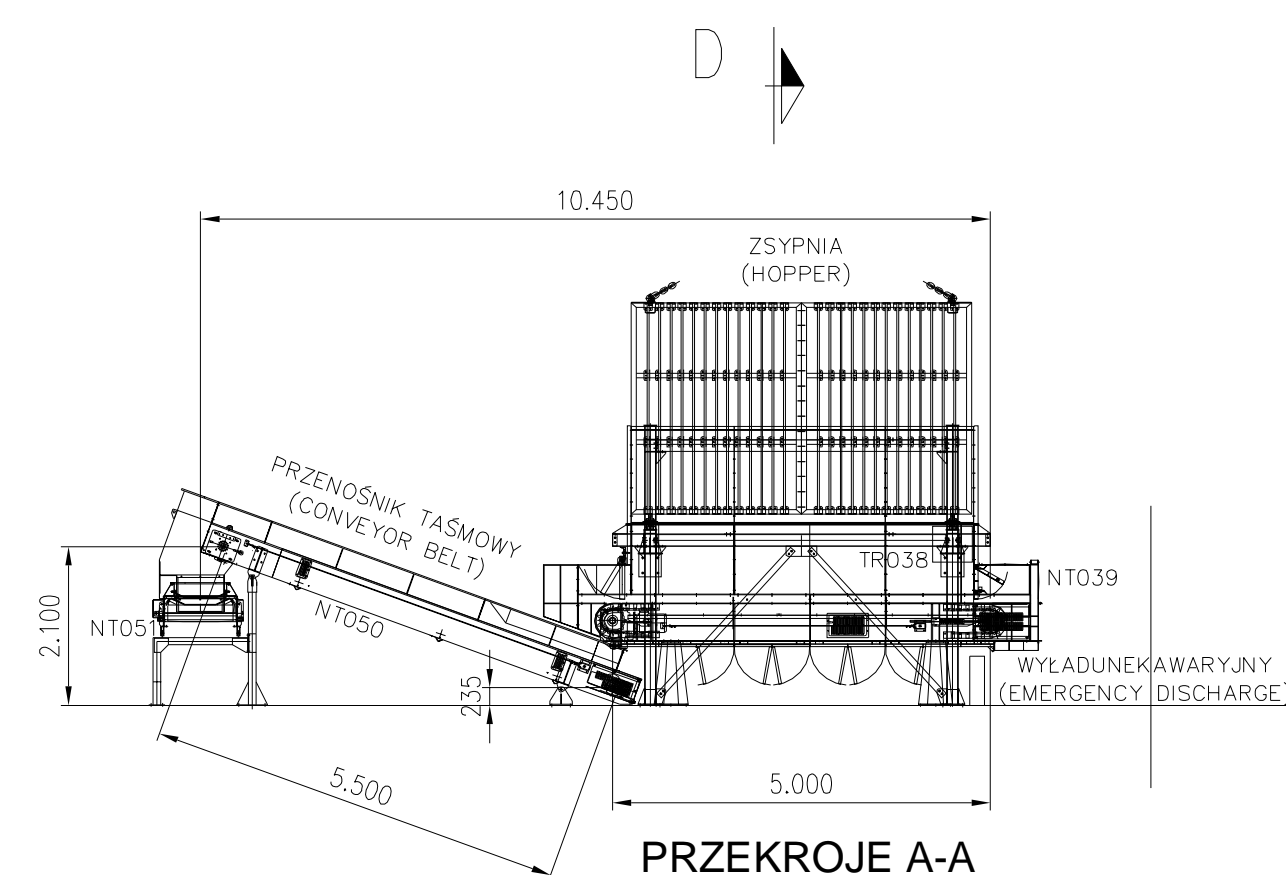 D
10.450
ZSYPNIA
(HOPPER)
PRZENOŚNIK TAŚMOWY
(CONVEYOR BELT)
TR038
NT039
NT050
NT051
2.100
235
WYŁADUNEKAWARYJNY
(EMERGENCY DISCHARGE)
5.500
5.000
PRZEKROJE A-A